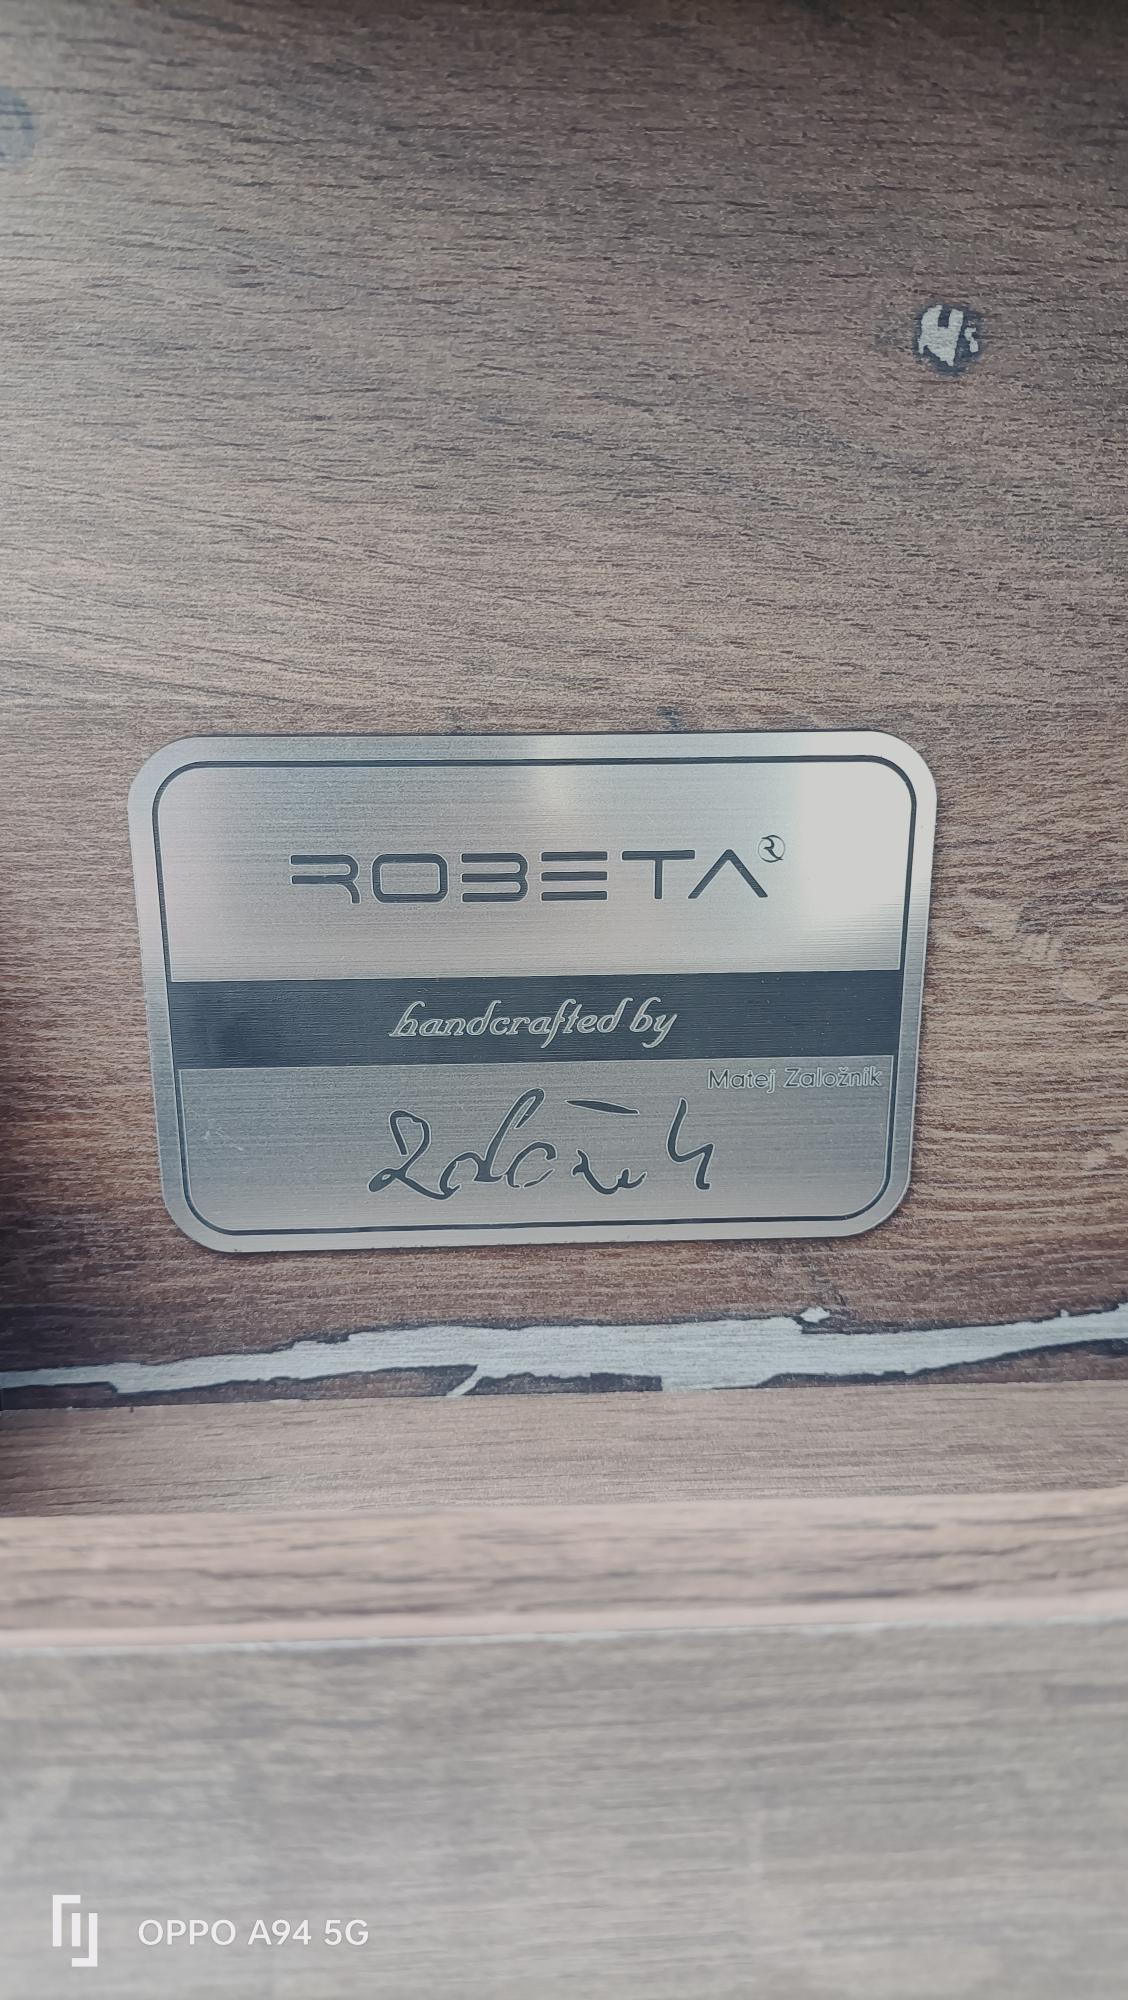 ROBETA®
handcrafted by
Matej Založnik
OPPO A94 5G